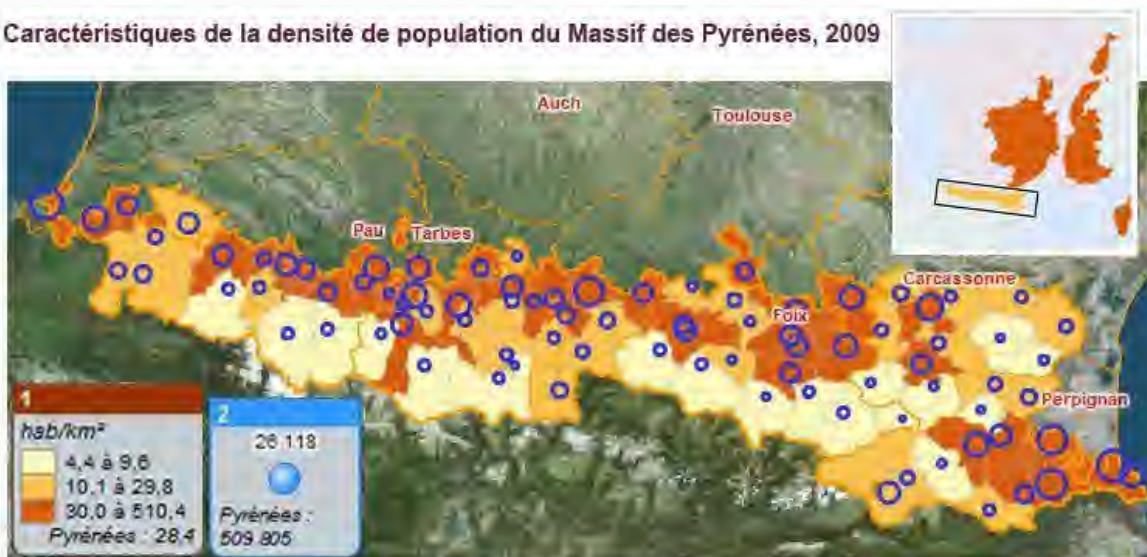 Caractéristiques de la densité de population du Massif des Pyrénées, 2009
Auch
Toulouse
Pau
Tarbes
Carcassonne
Foix
Perpignan
1
hab/km²
4,4 à 9,6
10,1 à 29,8
30,0 à 510,4
Pyrénées : 28,4
2
26 118
Pyrénées :
509 805